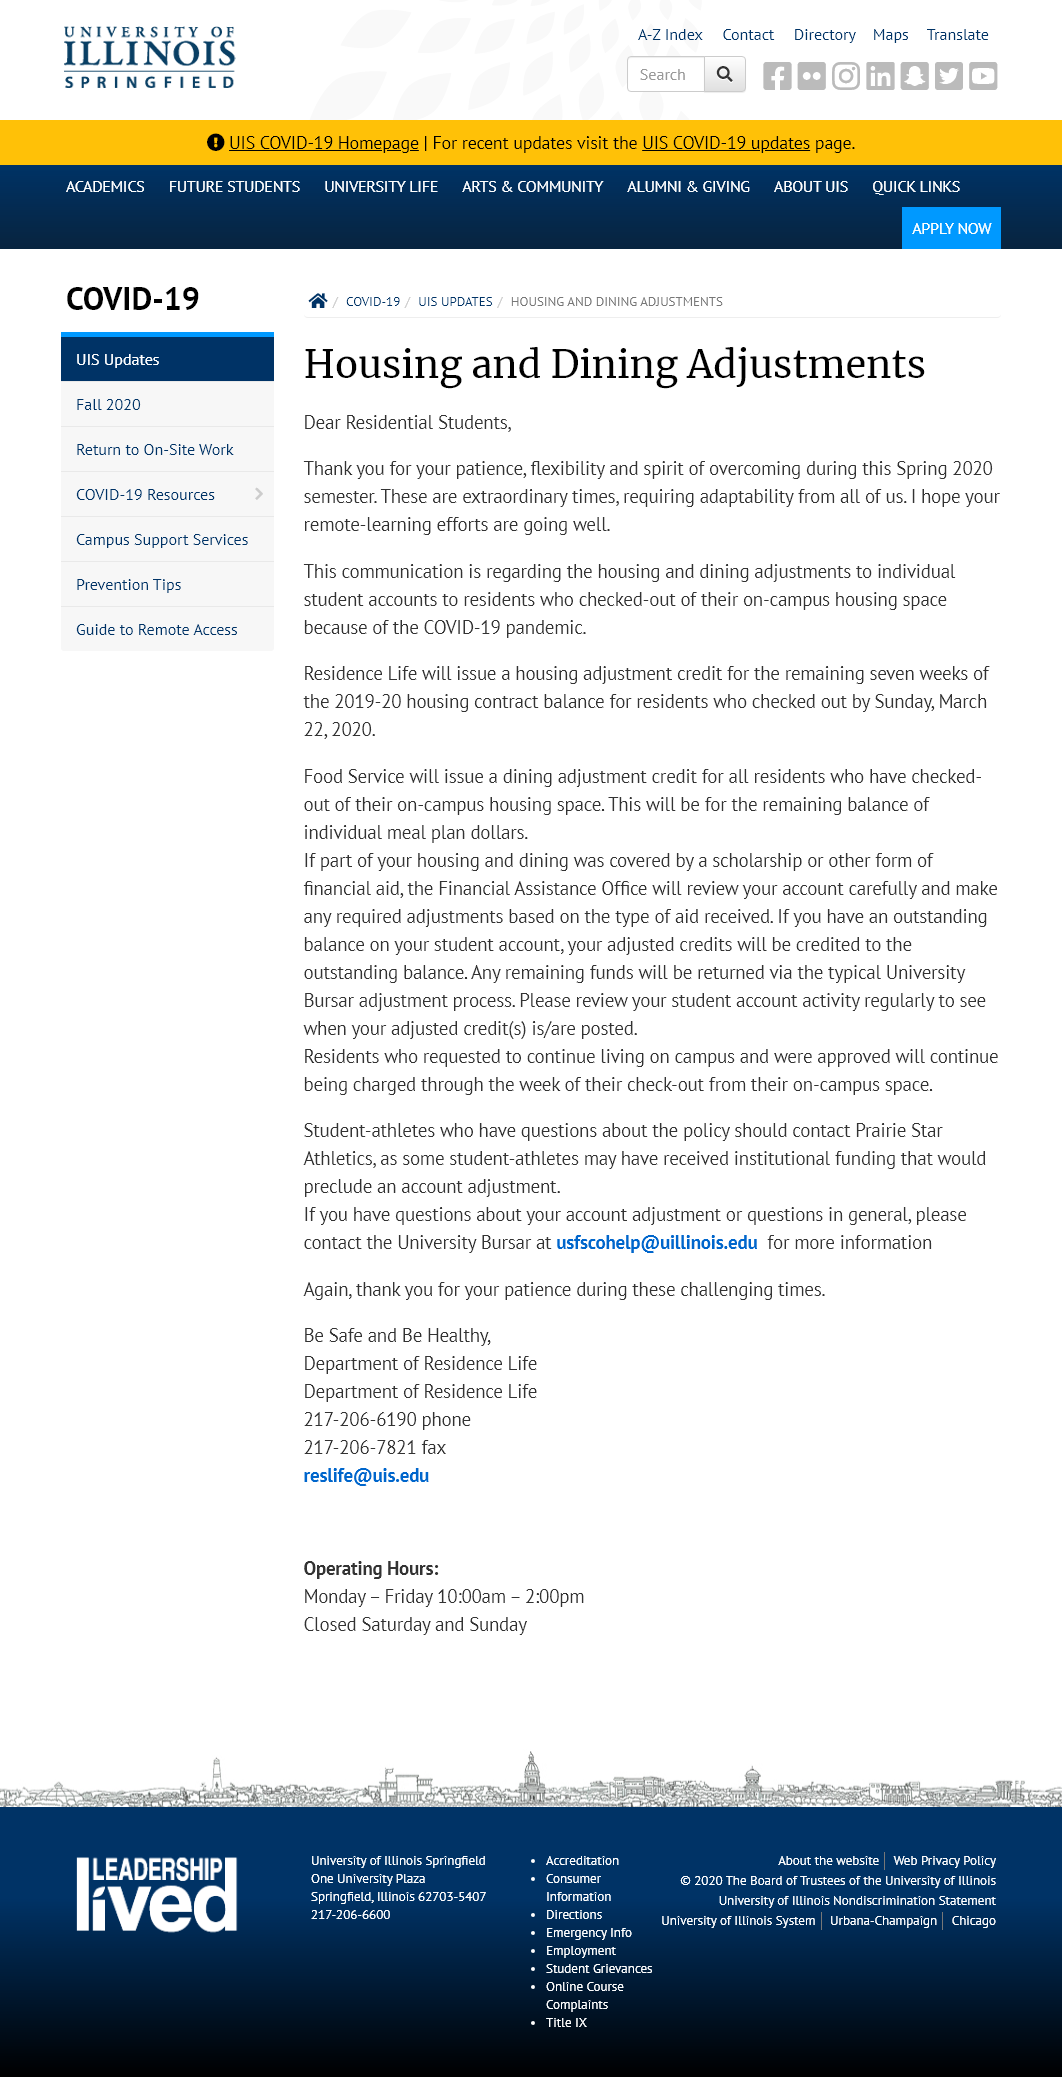 UNIVERSITY OF
ILLINOIS
SPRINGFIELD
A-Z Index Contact Directory Maps Translate
Search
UIS COVID-19 Homepage | For recent updates visit the UIS COVID-19 updates page.
ACADEMICS FUTURE STUDENTS UNIVERSITY LIFE ARTS & COMMUNITY ALUMNI & GIVING ABOUT UIS QUICK LINKS
APPLY NOW
COVID-19
UIS Updates
Fall 2020
Return to On-Site Work
COVID-19 Resources
Campus Support Services
Prevention Tips
Guide to Remote Access
/ COVID-19 / UIS UPDATES / HOUSING AND DINING ADJUSTMENTS
Housing and Dining Adjustments
Dear Residential Students,
Thank you for your patience, flexibility and spirit of overcoming during this Spring 2020
semester. These are extraordinary times, requiring adaptability from all of us. I hope your
remote-learning efforts are going well.
This communication is regarding the housing and dining adjustments to individual
student accounts to residents who checked-out of their on-campus housing space
because of the COVID-19 pandemic.
Residence Life will issue a housing adjustment credit for the remaining seven weeks of
the 2019-20 housing contract balance for residents who checked out by Sunday, March
22, 2020.
Food Service will issue a dining adjustment credit for all residents who have checked-
out of their on-campus housing space. This will be for the remaining balance of
individual meal plan dollars.
If part of your housing and dining was covered by a scholarship or other form of
financial aid, the Financial Assistance Office will review your account carefully and make
any required adjustments based on the type of aid received. If you have an outstanding
balance on your student account, your adjusted credits will be credited to the
outstanding balance. Any remaining funds will be returned via the typical University
Bursar adjustment process. Please review your student account activity regularly to see
when your adjusted credit(s) is/are posted.
Residents who requested to continue living on campus and were approved will continue
being charged through the week of their check-out from their on-campus space.
Student-athletes who have questions about the policy should contact Prairie Star
Athletics, as some student-athletes may have received institutional funding that would
preclude an account adjustment.
If you have questions about your account adjustment or questions in general, please
contact the University Bursar at usfscohelp@uillinois.edu for more information
Again, thank you for your patience during these challenging times.
Be Safe and Be Healthy,
Department of Residence Life
Department of Residence Life
217-206-6190 phone
217-206-7821 fax
reslife@uis.edu
Operating Hours:
Monday – Friday 10:00am – 2:00pm
Closed Saturday and Sunday
LEADERSHIP
lived
University of Illinois Springfield
One University Plaza
Springfield, Illinois 62703-5407
217-206-6600
• Accreditation
• Consumer
Information
• Directions
• Emergency Info
• Employment
• Student Grievances
• Online Course
Complaints
• Title IX
About the website | Web Privacy Policy
© 2020 The Board of Trustees of the University of Illinois
University of Illinois Nondiscrimination Statement
University of Illinois System | Urbana-Champaign | Chicago